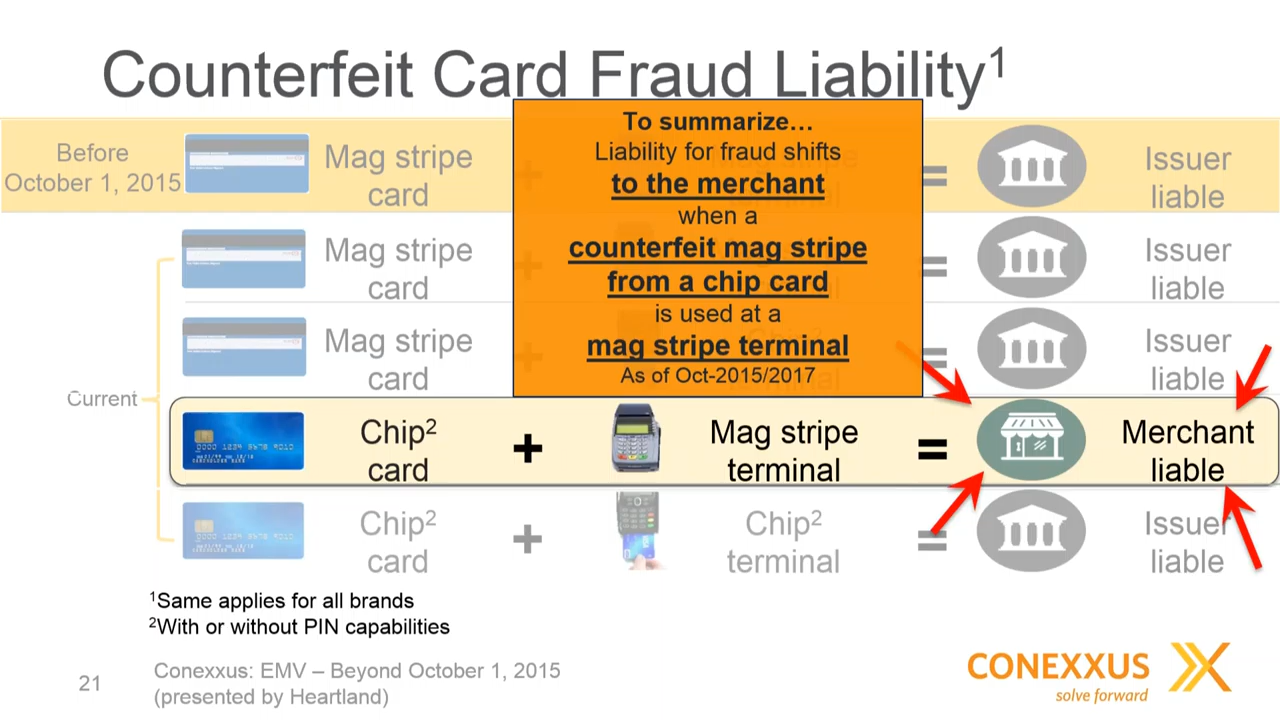 Counterfeit Card Fraud Liability1
To summarize…
Liability for fraud shifts
to the merchant
when a
counterfeit mag stripe
from a chip card
is used at a
mag stripe terminal
As of Oct-2015/2017
Before
October 1, 2015
Mag stripe
card
+
=
Issuer
liable
Current
Mag stripe
card
+
=
Issuer
liable
Mag stripe
card
+
=
Issuer
liable
Chip2
card
+
Mag stripe
terminal
=
Merchant
liable
Chip2
card
+
Chip2
terminal
=
Issuer
liable
1Same applies for all brands
2With or without PIN capabilities
21
Conexxus: EMV – Beyond October 1, 2015
(presented by Heartland)
CONEXXUS
solve forward